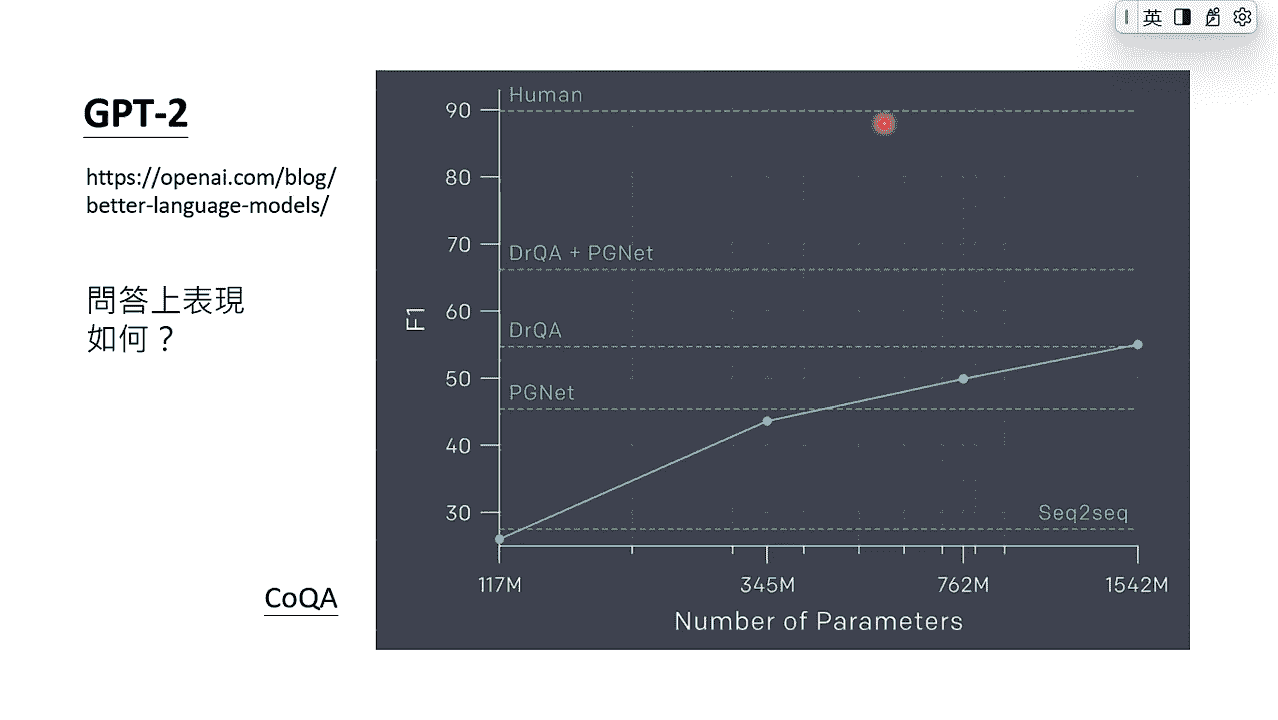 英
GPT-2
https://openai.com/blog/
better-language-models/
問答上表現
如何？
CoQA
Human
90
80
70
DrQA + PGNet
60
DrQA
F1
50
PGNet
40
30
Seq2seq
117M
345M
762M
1542M
Number of Parameters